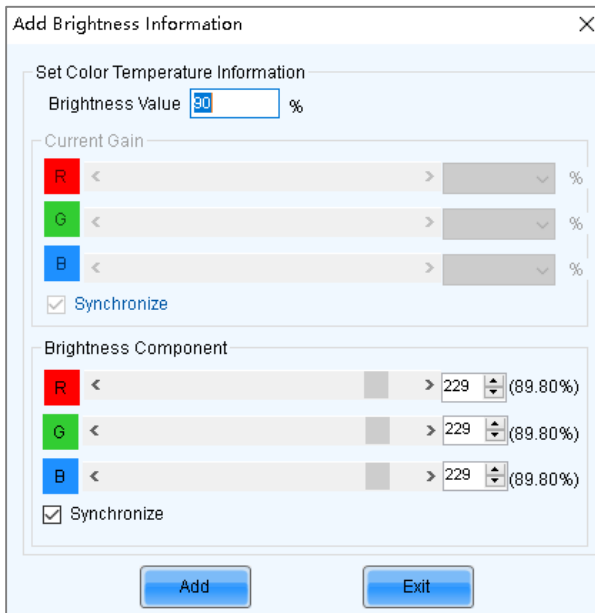 Add Brightness Information
Set Color Temperature Information
Brightness Value 90 %
Current Gain
R %
G %
B %
Synchronize
Brightness Component
R 229 (89.80%)
G 229 (89.80%)
B 229 (89.80%)
Synchronize
Add Exit